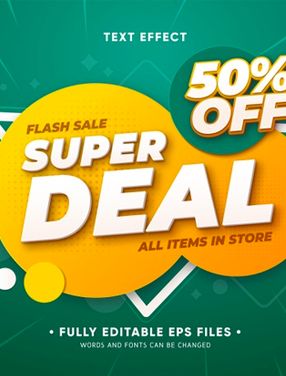 TEXT EFFECT
50%
OFF
FLASH SALE
SUPER
DEAL
ALL ITEMS IN STORE
• FULLY EDITABLE EPS FILES •
WORDS AND FONTS CAN BE CHANGED